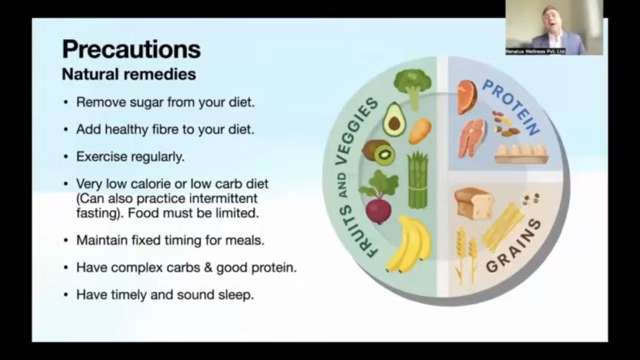 Precautions
Natural remedies
• Remove sugar from your diet.
• Add healthy fibre to your diet.
• Exercise regularly.
• Very low calorie or low carb diet
(Can also practice intermittent
fasting). Food must be limited.
• Maintain fixed timing for meals.
• Have complex carbs & good protein.
• Have timely and sound sleep.
FRUITS AND VEGGIES
PROTEIN
GRAINS
Nenatus Wellness Pvt. Ltd.